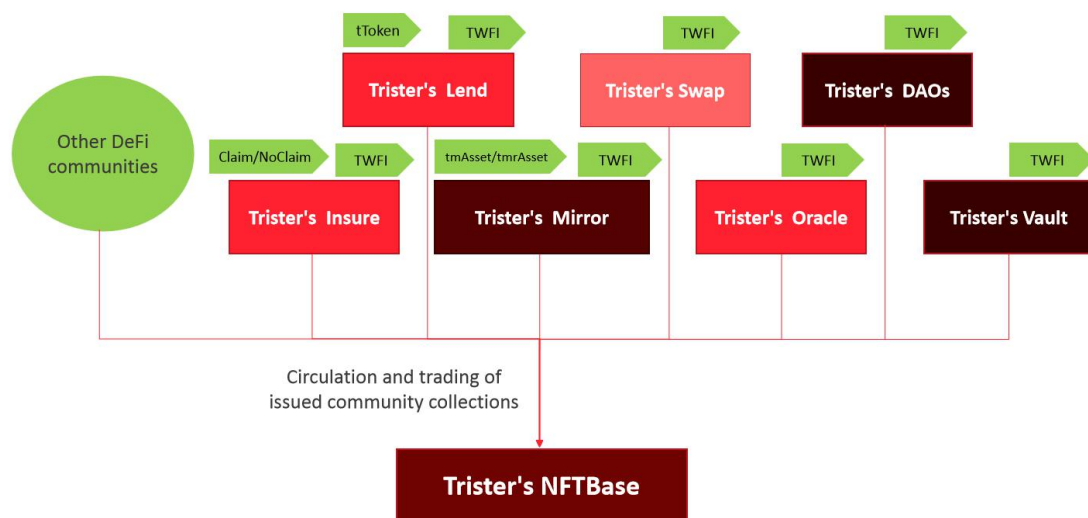 tToken
TWFI
TWFI
TWFI
Trister's Lend
Trister's Swap
Trister's DAOs
Other DeFi
communities
Claim/NoClaim
TWFI
tmAsset/tmrAsset
TWFI
TWFI
TWFI
Trister's Insure
Trister's Mirror
Trister's Oracle
Trister's Vault
Circulation and trading of
issued community collections
Trister's NFTBase